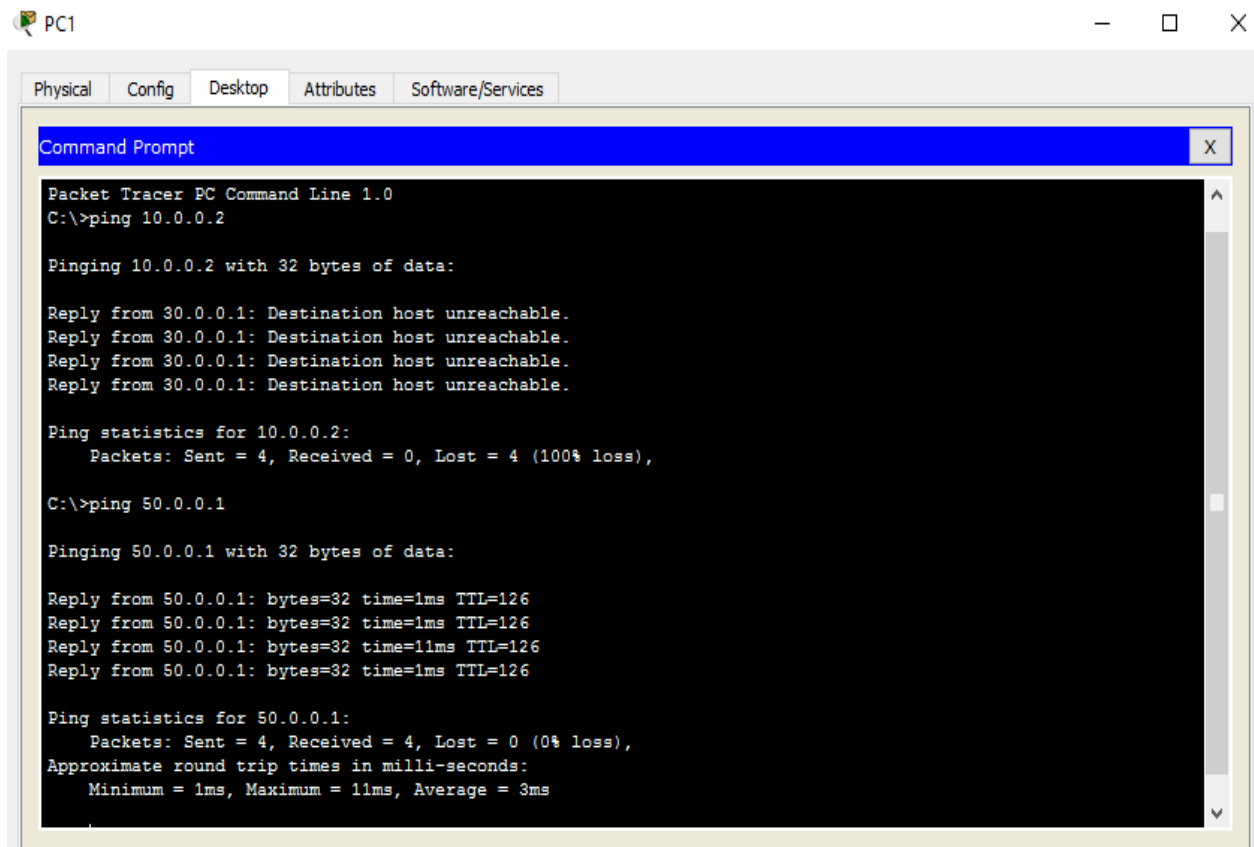 PC1
Physical Config Desktop Attributes Software/Services
Command Prompt X
Packet Tracer PC Command Line 1.0
C:\>ping 10.0.0.2
Pinging 10.0.0.2 with 32 bytes of data:
Reply from 30.0.0.1: Destination host unreachable.
Reply from 30.0.0.1: Destination host unreachable.
Reply from 30.0.0.1: Destination host unreachable.
Reply from 30.0.0.1: Destination host unreachable.
Ping statistics for 10.0.0.2:
Packets: Sent = 4, Received = 0, Lost = 4 (100% loss),
C:\>ping 50.0.0.1
Pinging 50.0.0.1 with 32 bytes of data:
Reply from 50.0.0.1: bytes=32 time=1ms TTL=126
Reply from 50.0.0.1: bytes=32 time=1ms TTL=126
Reply from 50.0.0.1: bytes=32 time=11ms TTL=126
Reply from 50.0.0.1: bytes=32 time=1ms TTL=126
Ping statistics for 50.0.0.1:
Packets: Sent = 4, Received = 4, Lost = 0 (0% loss),
Approximate round trip times in milli-seconds:
Minimum = 1ms, Maximum = 11ms, Average = 3ms